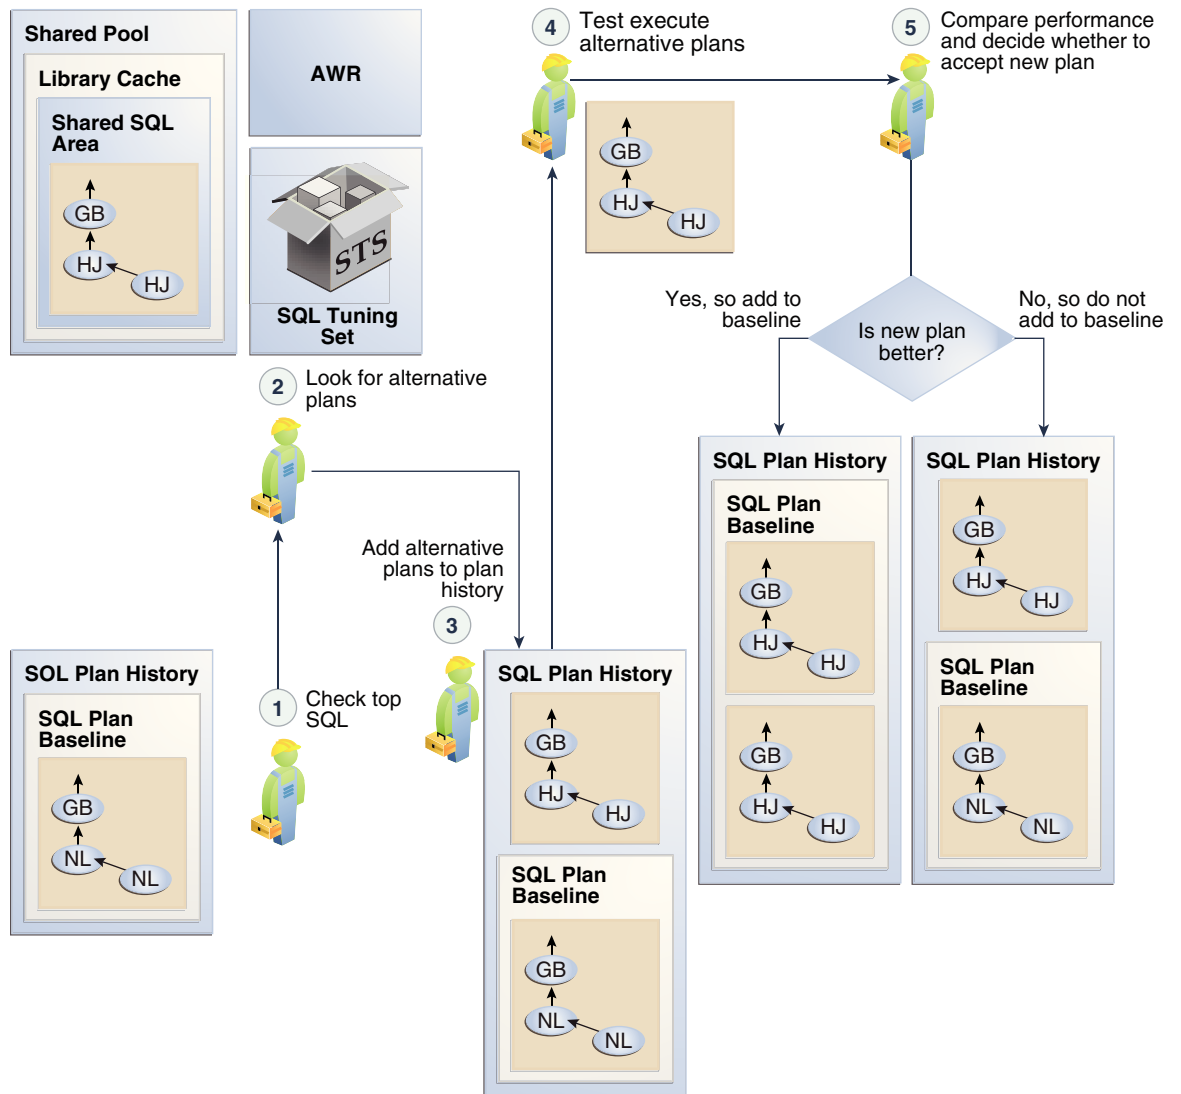 Shared Pool
Library Cache
Shared SQL
Area
GB
HJ
HJ
AWR
STS
SQL Tuning
Set
2
Look for alternative
plans
1
Check top
SQL
SOL Plan History
SQL Plan
Baseline
GB
NL
NL
Add alternative
plans to plan
history
3
SQL Plan History
GB
HJ
HJ
SQL Plan
Baseline
GB
NL
NL
4
Test execute
alternative plans
GB
HJ
HJ
5
Compare performance
and decide whether to
accept new plan
Is new plan
better?
Yes, so add to
baseline
No, so do not
add to baseline
SQL Plan History
SQL Plan
Baseline
GB
HJ
HJ
GB
HJ
HJ
SQL Plan History
GB
HJ
HJ
SQL Plan
Baseline
GB
NL
NL